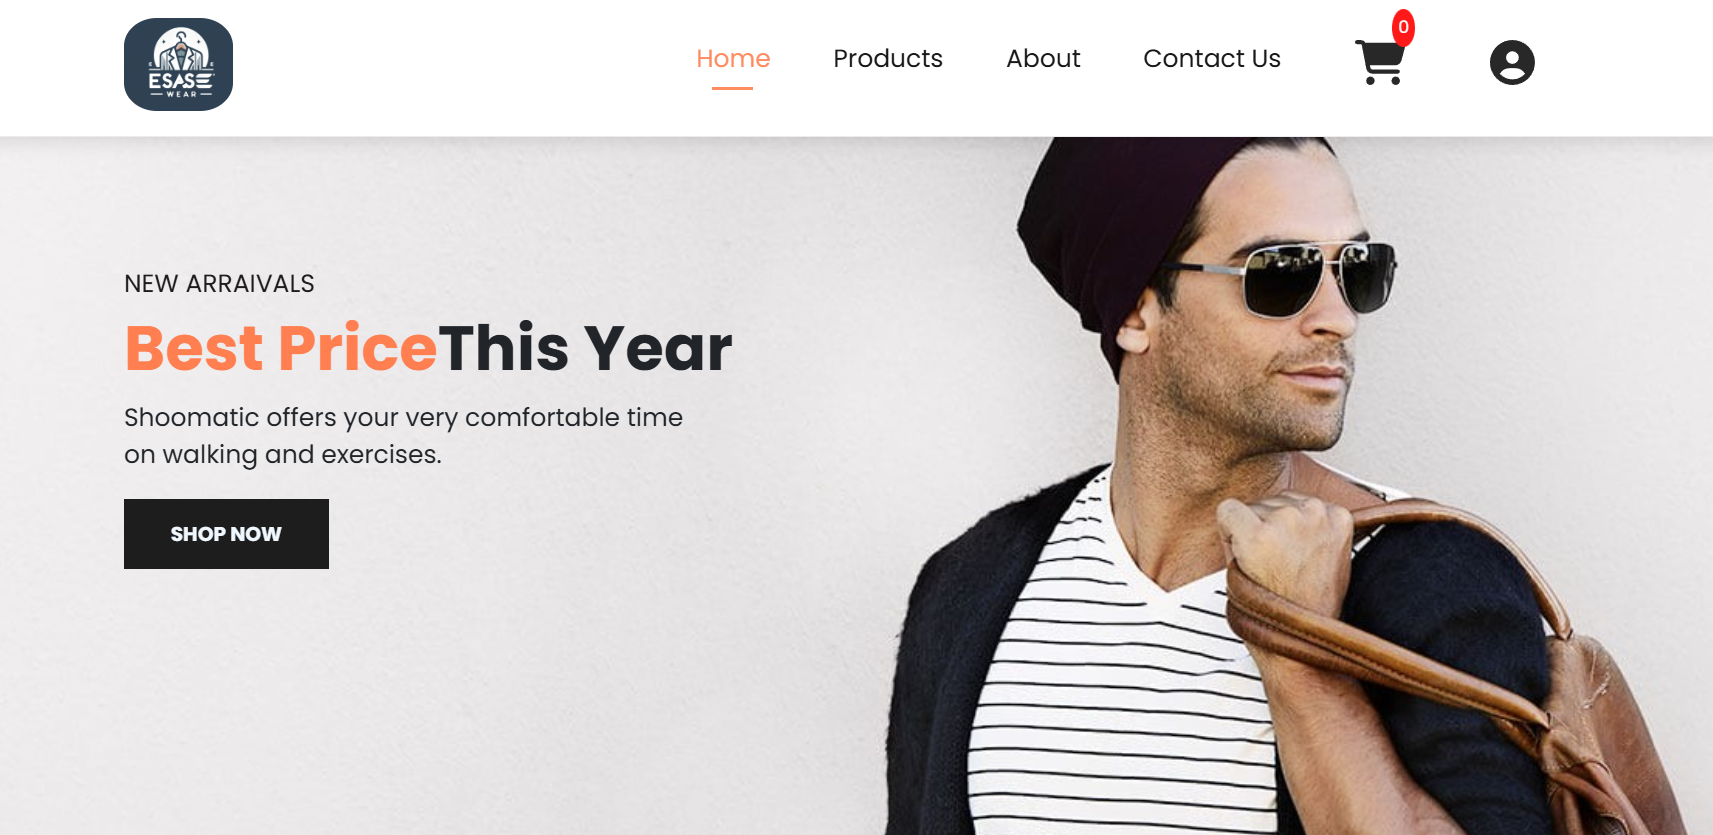 ESASE
WEAR
Home Products About Contact Us 0
NEW ARRAIVALS
Best PriceThis Year
Shoomatic offers your very comfortable time
on walking and exercises.
SHOP NOW